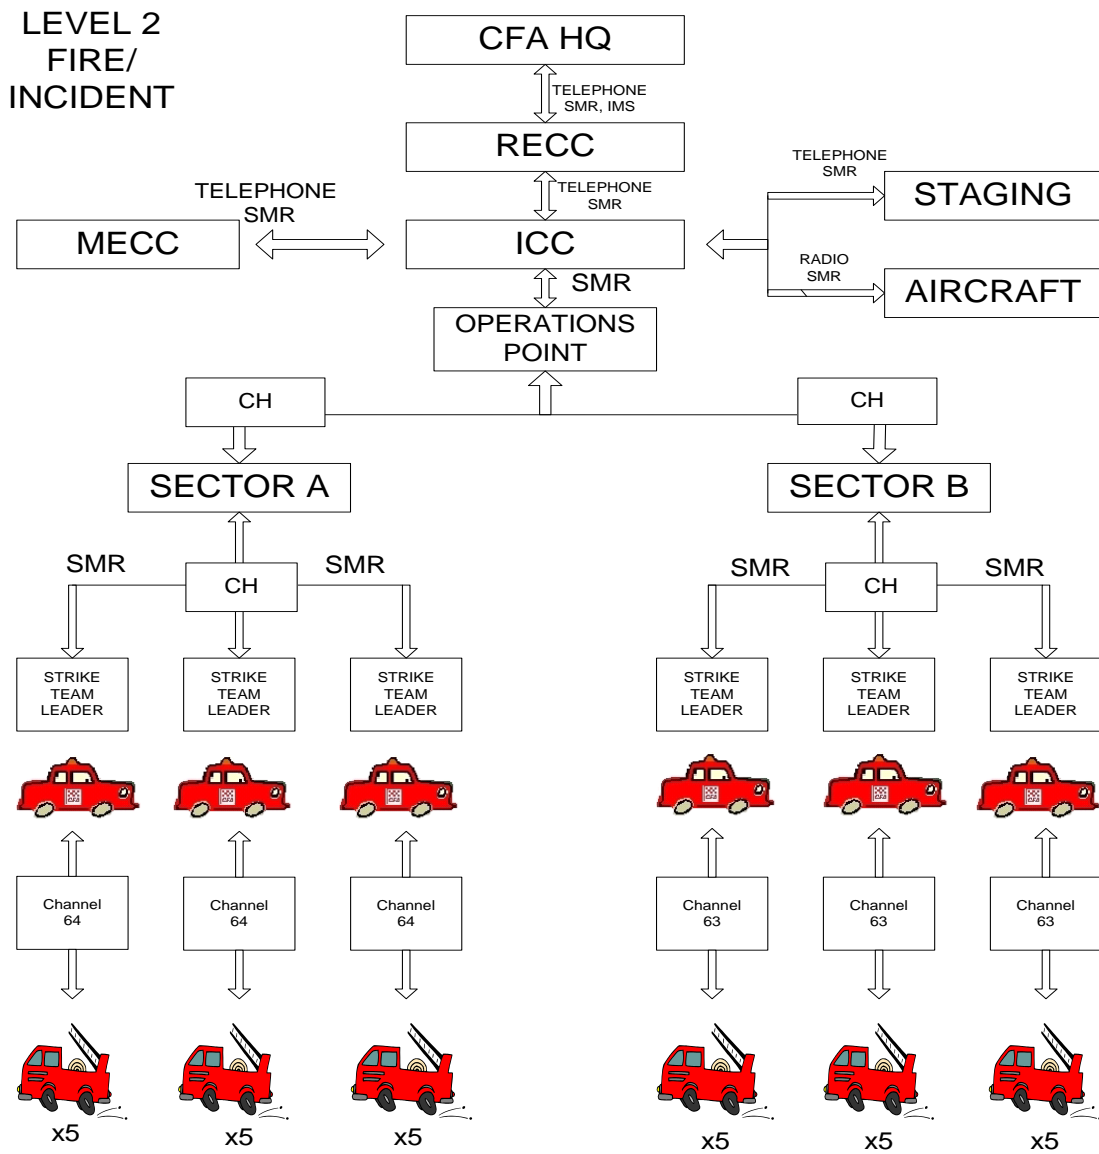 LEVEL 2
FIRE/
INCIDENT
CFA HQ
TELEPHONE
SMR, IMS
RECC
TELEPHONE
SMR
TELEPHONE
SMR
MECC
ICC
TELEPHONE
SMR
STAGING
RADIO
SMR
AIRCRAFT
SMR
OPERATIONS
POINT
CH
CH
SECTOR A
SECTOR B
SMR
CH
SMR
SMR
CH
SMR
STRIKE
TEAM
LEADER
STRIKE
TEAM
LEADER
STRIKE
TEAM
LEADER
STRIKE
TEAM
LEADER
STRIKE
TEAM
LEADER
STRIKE
TEAM
LEADER
Channel
64
Channel
64
Channel
64
Channel
63
Channel
63
Channel
63
x5
x5
x5
x5
x5
x5